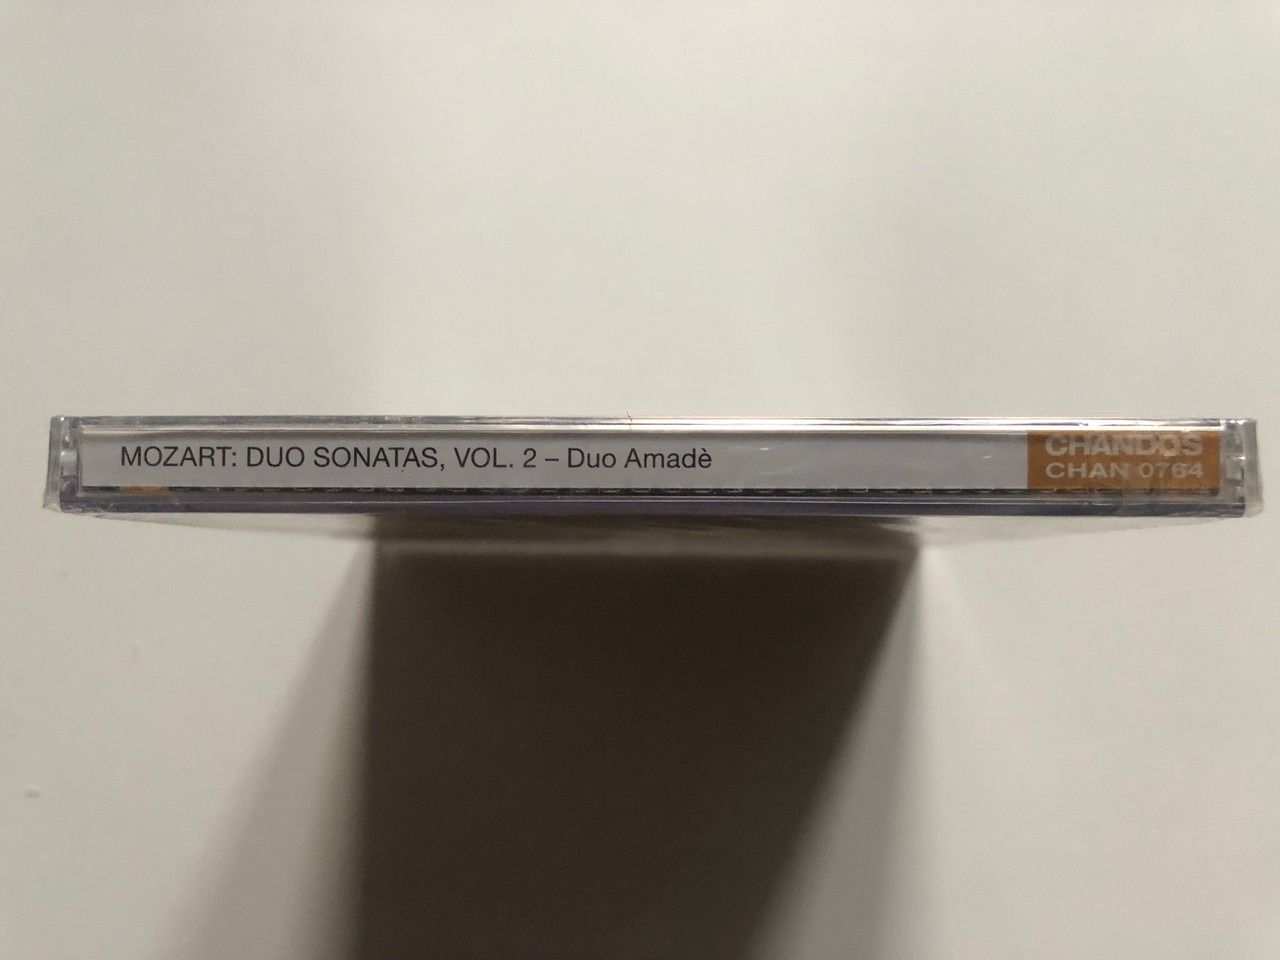 MOZART: DUO SONATAS, VOL. 2 – Duo Amadè
CHANDOS
CHAN 0764